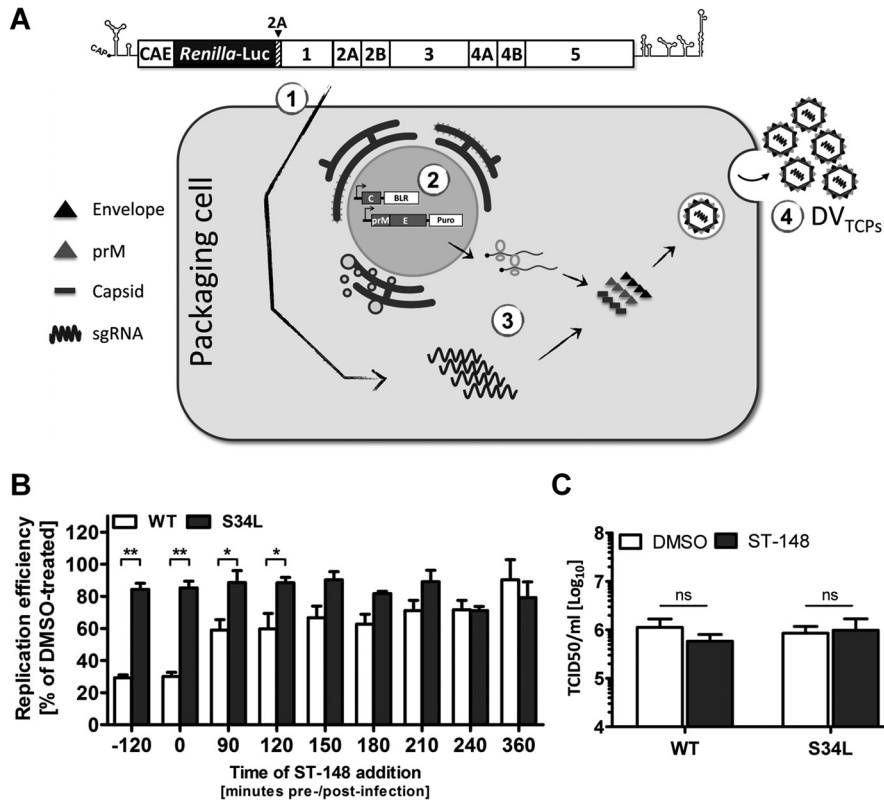 A
2A
CAP
CAE Renilla-Luc 1 2A 2B 3 4A 4B 5
1
2
C BLR
prM E Puro
Packaging cell
3
4 DVTCPs
Envelope
prM
Capsid
sgRNA
B
WT S34L
Replication efficiency
[% of DMSO-treated]
120
100
80
60
40
20
0
** ** * *
-120 0 90 120 150 180 210 240 360
Time of ST-148 addition
[minutes pre-/post-infection]
C
DMSO ST-148
TCID50/ml [Log10]
8
7
6
5
4
ns ns
WT S34L